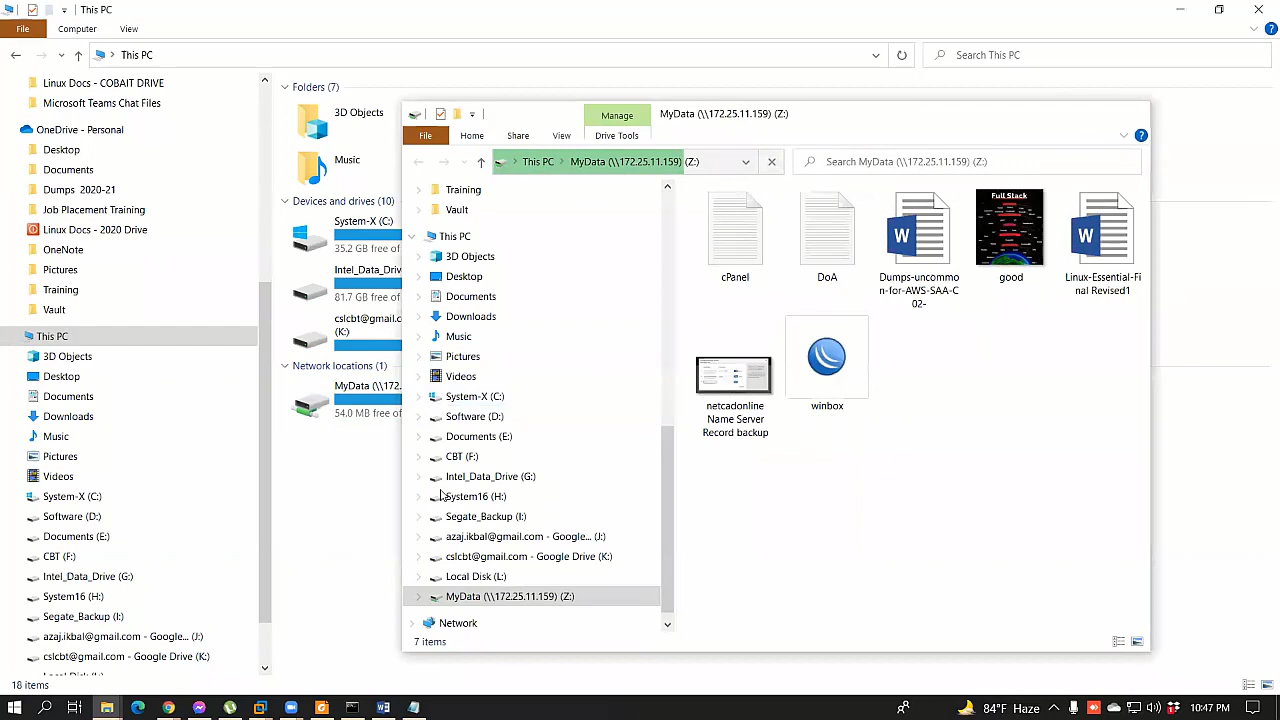 This PC
File
Computer
View
This PC
Search This PC
Linux Docs - COBAIT DRIVE
Microsoft Teams Chat Files
OneDrive - Personal
Desktop
Documents
Dumps 2020-21
Job Placement Training
Linux Docs - 2020 Drive
OneNote
Pictures
Training
Vault
This PC
3D Objects
Desktop
Documents
Downloads
Music
Pictures
Videos
System-X (C:)
Software (D:)
Documents (E:)
CBT (F:)
Intel_Data_Drive (G:)
System16 (H:)
Segate_Backup (I:)
azaj.ikbal@gmail.com - Google... (J:)
cslcbt@gmail.com - Google Drive (K:)
18 items
Folders (7)
3D Objects
Music
Devices and drives (10)
System-X (C:)
35.2 GB free of
Intel_Data_Driv
81.7 GB free of
cslcbt@gmail.co
(K:)
Network locations (1)
MyData (\\172.
54.0 MB free of
Manage
MyData (\\172.25.11.159) (Z:)
File
Home
Share
View
Drive Tools
This PC
MyData (\\172.25.11.159) (Z:)
Search MyData (\\172.25.11.159) (Z:)
Training
Vault
This PC
3D Objects
Desktop
Documents
Downloads
Music
Pictures
Videos
System-X (C:)
Software (D:)
Documents (E:)
CBT (F:)
Intel_Data_Drive (G:)
System16 (H:)
Segate_Backup (I:)
azaj.ikbal@gmail.com - Google... (J:)
cslcbt@gmail.com - Google Drive (K:)
Local Disk (L:)
MyData (\\172.25.11.159) (Z:)
Network
7 items
cPanel
DoA
Dumps-uncommo
n-for-AWS-SAA-C
02-
Full Stack
good
Linux-Essential-Fi
nal Revised1
netcadonline
Name Server
Record backup
winbox
84°F Haze
10:47 PM